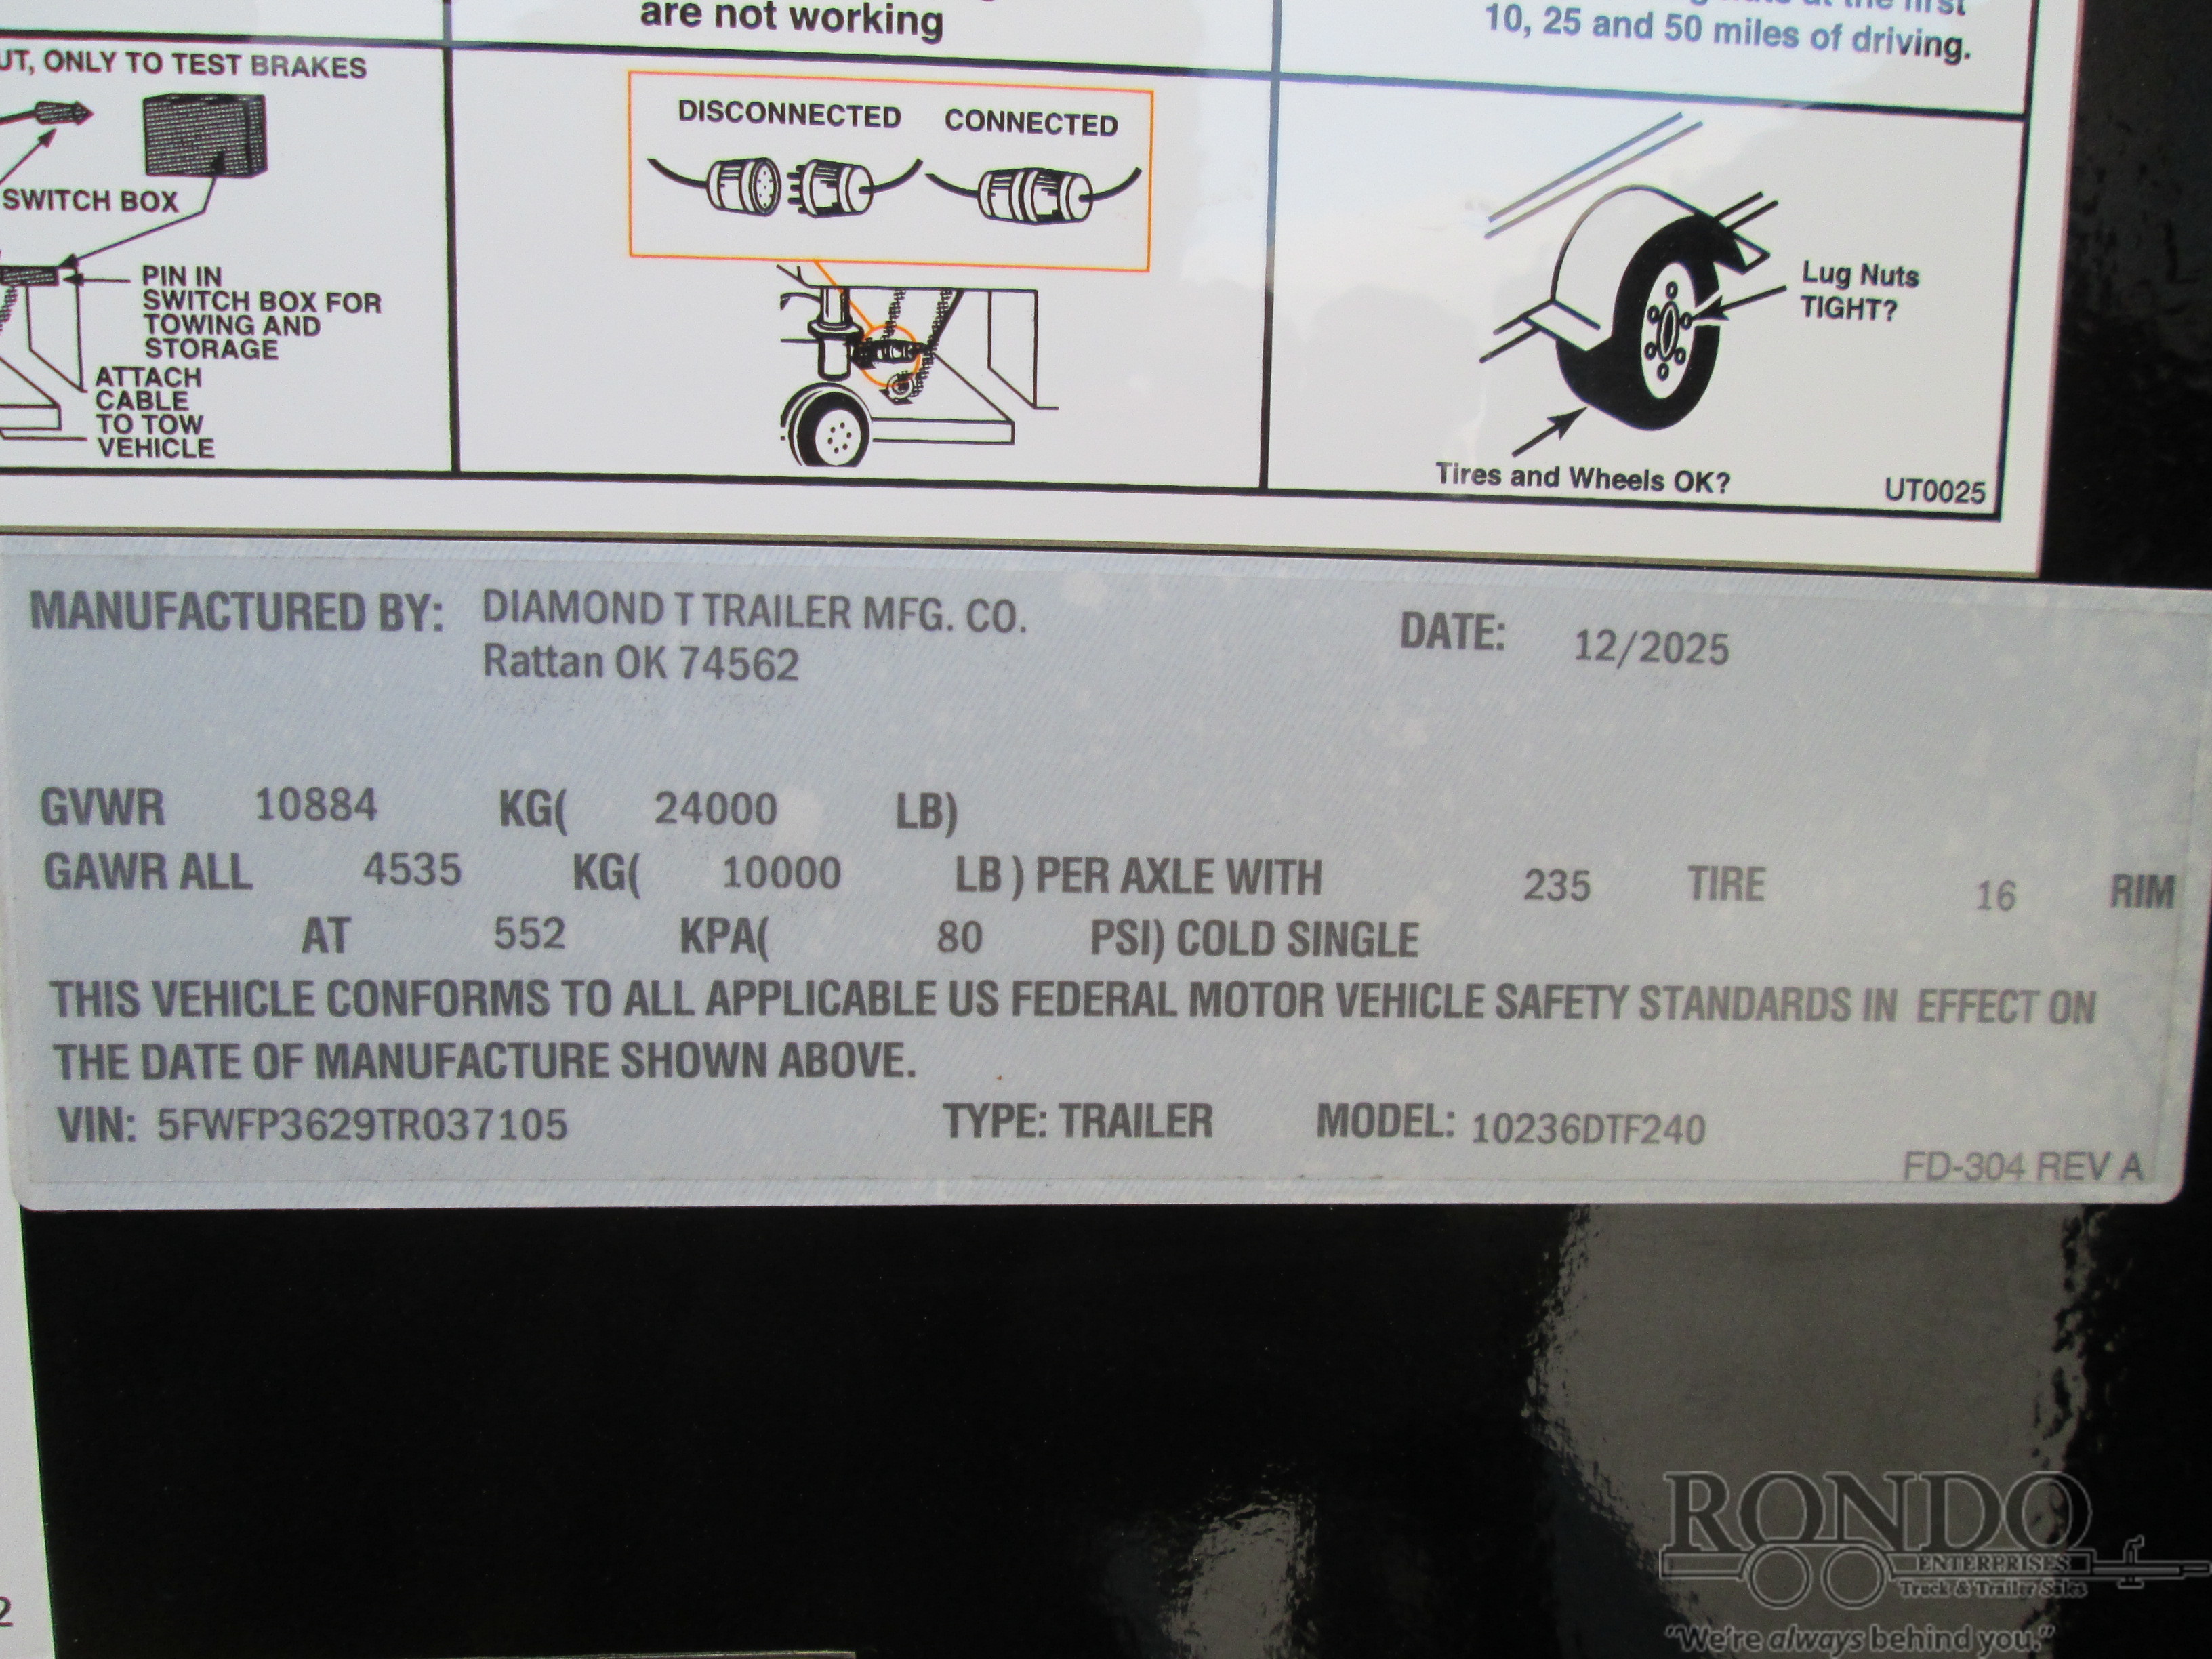 are not working
10, 25 and 50 miles of driving.
ONLY TO TEST BRAKES
SWITCH BOX
PIN IN
SWITCH BOX FOR
TOWING AND
STORAGE
ATTACH
CABLE
TO TOW
VEHICLE
DISCONNECTED CONNECTED
Lug Nuts
TIGHT?
Tires and Wheels OK?
UT0025
MANUFACTURED BY: DIAMOND T TRAILER MFG. CO. DATE: 12/2025
Rattan OK 74562
GVWR 10884 KG( 24000 LB)
GAWR ALL 4535 KG( 10000 LB ) PER AXLE WITH 235 TIRE 16 RIM
AT 552 KPA( 80 PSI) COLD SINGLE
THIS VEHICLE CONFORMS TO ALL APPLICABLE US FEDERAL MOTOR VEHICLE SAFETY STANDARDS IN EFFECT ON
THE DATE OF MANUFACTURE SHOWN ABOVE.
VIN: 5FWFP3629TR037105 TYPE: TRAILER MODEL: 10236DTF240
FD-304 REV A
2
RONDO
ENTERPRISES
Truck & Trailer Sales
"We're always behind you."